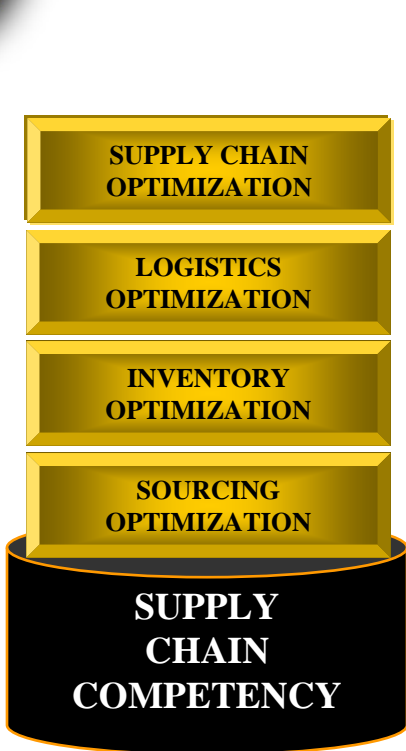 SUPPLY CHAIN
OPTIMIZATION
LOGISTICS
OPTIMIZATION
INVENTORY
OPTIMIZATION
SOURCING
OPTIMIZATION
SUPPLY
CHAIN
COMPETENCY